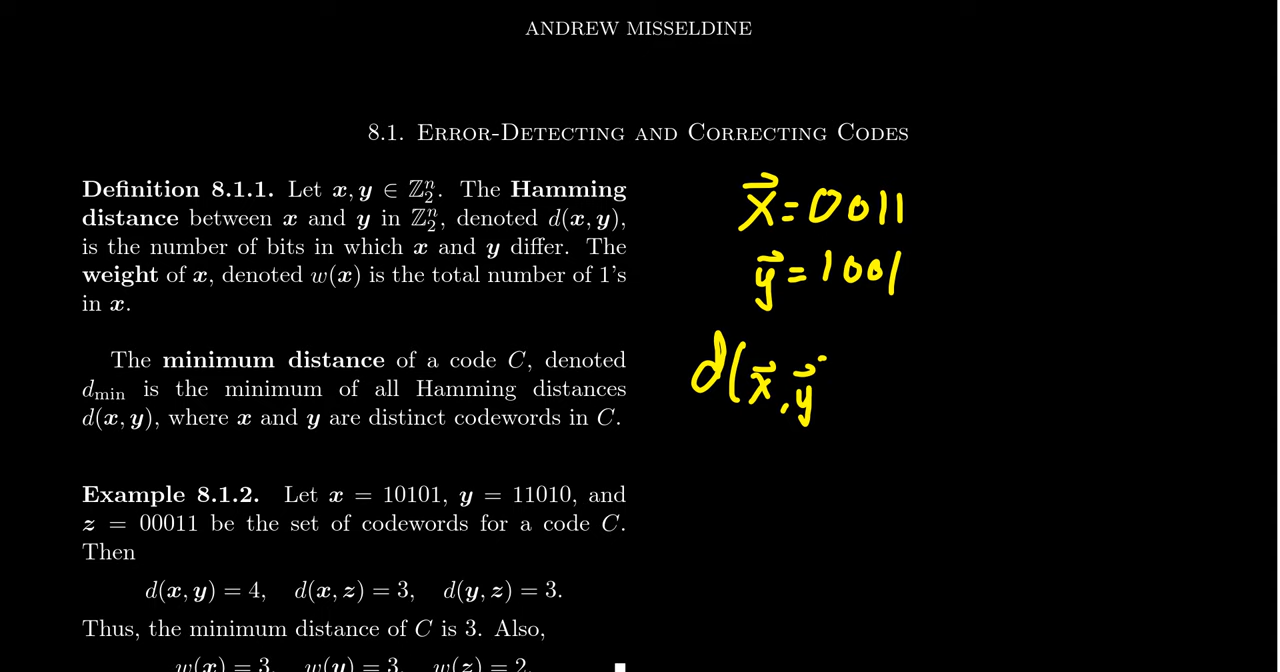 ANDREW MISSELDINE
8.1. Error-Detecting and Correcting Codes
Definition 8.1.1. Let x, y ∈ ℤ₂ⁿ. The Hamming
distance between x and y in ℤ₂ⁿ, denoted d(x, y),
is the number of bits in which x and y differ. The
weight of x, denoted w(x) is the total number of 1's
in x.
The minimum distance of a code C, denoted
d_min is the minimum of all Hamming distances
d(x, y), where x and y are distinct codewords in C.
Example 8.1.2. Let x = 10101, y = 11010, and
z = 00011 be the set of codewords for a code C.
Then
d(x, y) = 4, d(x, z) = 3, d(y, z) = 3.
Thus, the minimum distance of C is 3. Also,
w(x) = 3, w(y) = 3, w(z) = 2.
x⃗ = 0011
y⃗ = 1001
d(x⃗, y⃗